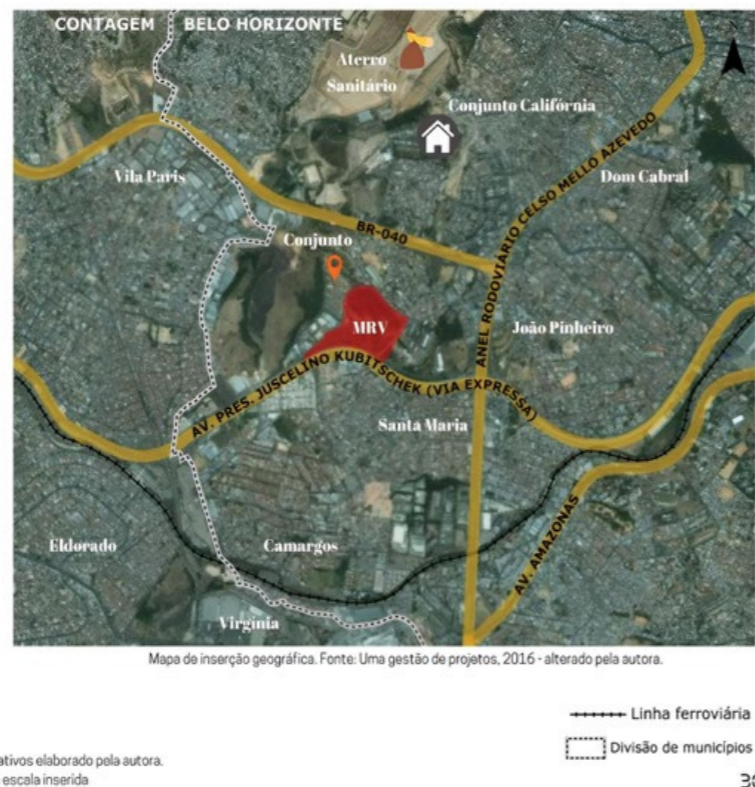 CONTAGEM
BELO HORIZONTE
Aterro
Sanitário
Conjunto Califórnia
Vila Paris
Dom Cabral
ANEL RODOVIÁRIO CELSO MELLO AZEVEDO
BR-040
Conjunto
MRV
João Pinheiro
AV. PRES. JUSCELINO KUBITSCHEK (VIA EXPRESSA)
Santa Maria
Eldorado
Camargos
AV. AMAZONAS
Virgínia
Mapa de inserção geográfica. Fonte: Uma gestão de projetos, 2016 - alterado pela autora.
Linha ferroviária
Divisão de municípios
ativos elaborado pela autora.
escala inserida